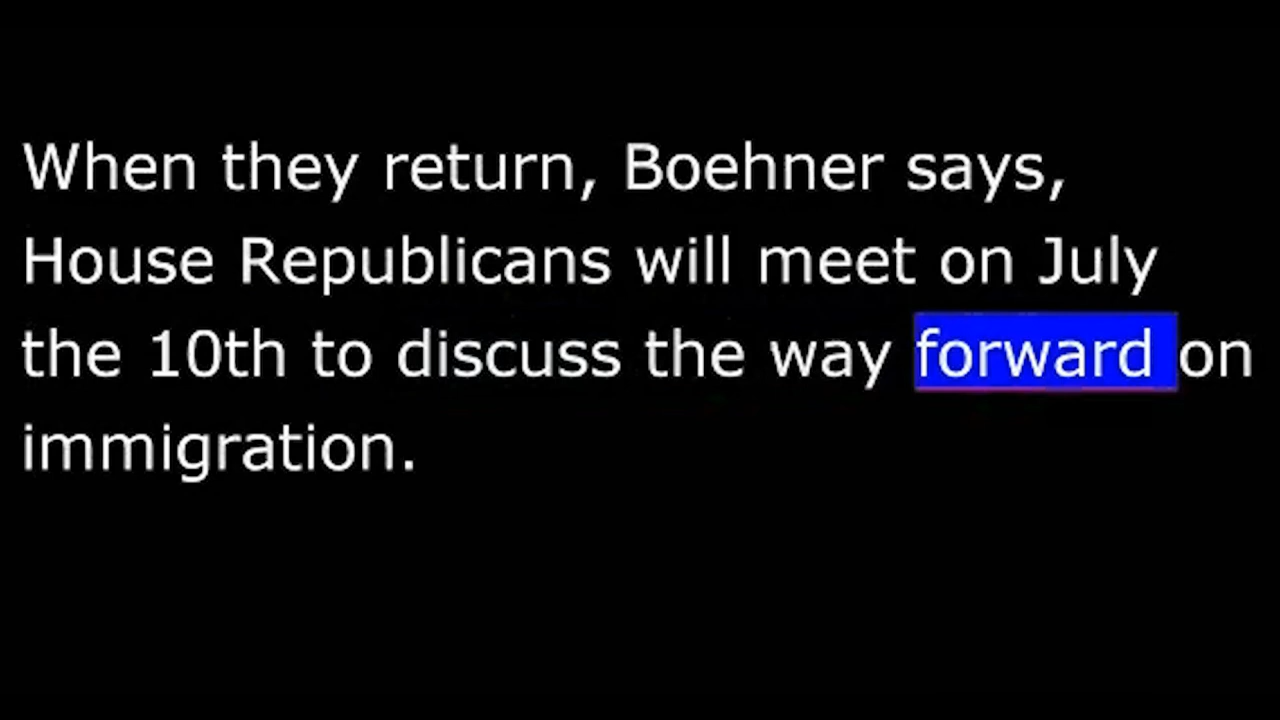 When they return, Boehner says,
House Republicans will meet on July
the 10th to discuss the way forward on
immigration.